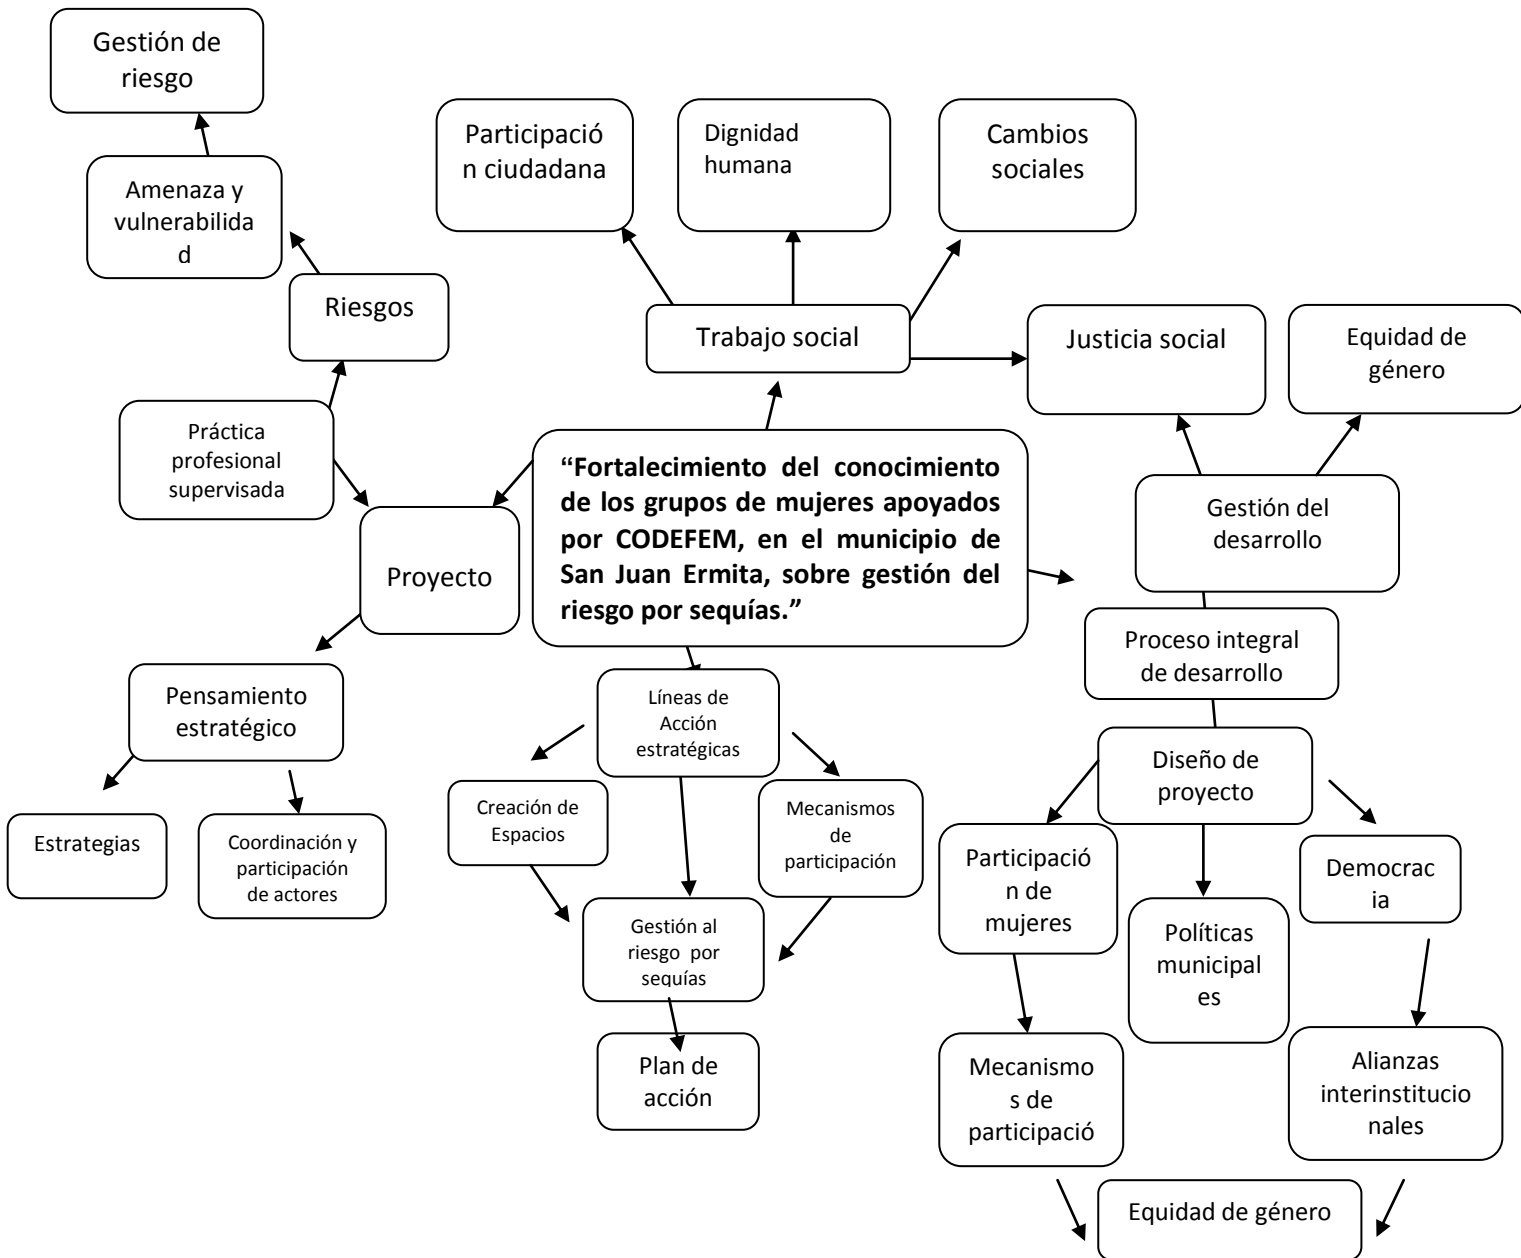 Gestión de
riesgo
Participació
n ciudadana
Dignidad
humana
Cambios
sociales
Amenaza y
vulnerabilida
d
Riesgos
Trabajo social
Justicia social
Equidad de
género
Práctica
profesional
supervisada
“Fortalecimiento del conocimiento
de los grupos de mujeres apoyados
por CODEFEM, en el municipio de
San Juan Ermita, sobre gestión del
riesgo por sequías.”
Gestión del
desarrollo
Proyecto
Proceso integral
de desarrollo
Pensamiento
estratégico
Líneas de
Acción
estratégicas
Diseño de
proyecto
Estrategias
Coordinación y
participación
de actores
Creación de
Espacios
Mecanismos
de
participación
Participació
n de
mujeres
Democrac
ia
Gestión al
riesgo por
sequías
Políticas
municipal
es
Plan de
acción
Mecanismo
s de
participació
Alianzas
interinstitucio
nales
Equidad de género